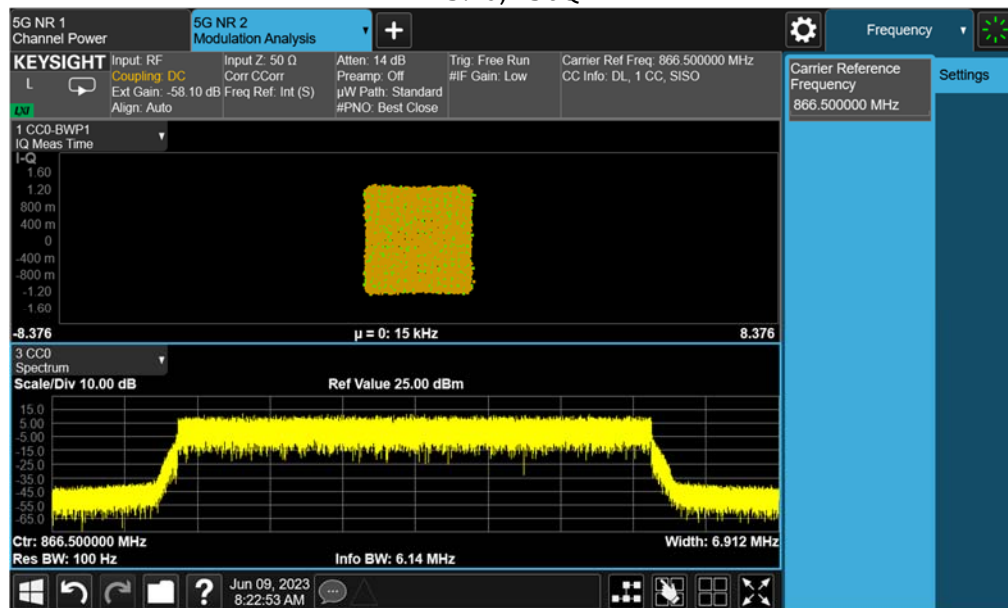 5G NR 1
Channel Power
5G NR 2
Modulation Analysis
Frequency
KEYSIGHT
L
LXI
Input: RF
Coupling: DC
Ext Gain: -58.10 dB
Align: Auto
Input Z: 50 Ω
Corr CCorr
Freq Ref: Int (S)
Atten: 14 dB
Preamp: Off
µW Path: Standard
#PNO: Best Close
Trig: Free Run
#IF Gain: Low
Carrier Ref Freq: 866.500000 MHz
CC Info: DL, 1 CC, SISO
Carrier Reference
Frequency
866.500000 MHz
Settings
1 CC0-BWP1
IQ Meas Time
I-Q
1.60
1.20
800 m
400 m
0
-400 m
-800 m
-1.20
-1.60
-8.376
µ = 0: 15 kHz
8.376
3 CC0
Spectrum
Scale/Div 10.00 dB
Ref Value 25.00 dBm
15.0
5.00
-5.00
-15.0
-25.0
-35.0
-45.0
-55.0
-65.0
Ctr: 866.500000 MHz
Width: 6.912 MHz
Res BW: 100 Hz
Info BW: 6.14 MHz
?
Jun 09, 2023
8:22:53 AM